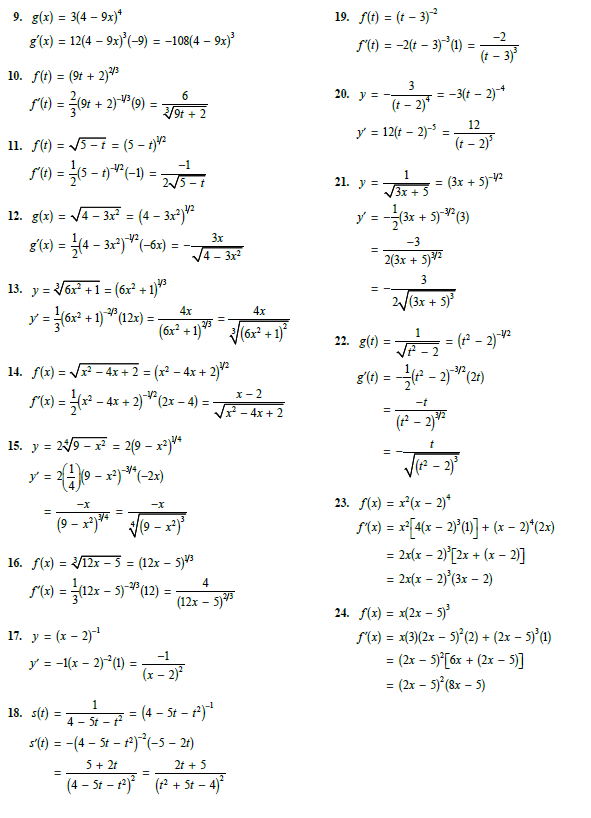 9. g(x) = 3(4 − 9x)⁴
g′(x) = 12(4 − 9x)³(−9) = −108(4 − 9x)³
10. f(t) = (9t + 2)^(2/3)
f′(t) = 2/3(9t + 2)^(−1/3)(9) = 6/∛(9t + 2)
11. f(t) = √(5 − t) = (5 − t)^(1/2)
f′(t) = 1/2(5 − t)^(−1/2)(−1) = −1/(2√(5 − t))
12. g(x) = √(4 − 3x²) = (4 − 3x²)^(1/2)
g′(x) = 1/2(4 − 3x²)^(−1/2)(−6x) = −3x/√(4 − 3x²)
13. y = ∛(6x² + 1) = (6x² + 1)^(1/3)
y′ = 1/3(6x² + 1)^(−2/3)(12x) = 4x/(6x² + 1)^(2/3) = 4x/∛((6x² + 1)²)
14. f(x) = √(x² − 4x + 2) = (x² − 4x + 2)^(1/2)
f′(x) = 1/2(x² − 4x + 2)^(−1/2)(2x − 4) = (x − 2)/√(x² − 4x + 2)
15. y = 2∜(9 − x²) = 2(9 − x²)^(1/4)
y′ = 2(1/4)(9 − x²)^(−3/4)(−2x)
= −x/(9 − x²)^(3/4) = −x/∜((9 − x²)³)
16. f(x) = ∛(12x − 5) = (12x − 5)^(1/3)
f′(x) = 1/3(12x − 5)^(−2/3)(12) = 4/(12x − 5)^(2/3)
17. y = (x − 2)⁻¹
y′ = −1(x − 2)⁻²(1) = −1/(x − 2)²
18. s(t) = 1/(4 − 5t − t²) = (4 − 5t − t²)⁻¹
s′(t) = −(4 − 5t − t²)⁻²(−5 − 2t)
= (5 + 2t)/(4 − 5t − t²)² = (2t + 5)/(t² + 5t − 4)²
19. f(t) = (t − 3)⁻²
f′(t) = −2(t − 3)⁻³(1) = −2/(t − 3)³
20. y = −3/(t − 2)⁴ = −3(t − 2)⁻⁴
y′ = 12(t − 2)⁻⁵ = 12/(t − 2)⁵
21. y = 1/√(3x + 5) = (3x + 5)^(−1/2)
y′ = −1/2(3x + 5)^(−3/2)(3)
= −3/(2(3x + 5)^(3/2))
= −3/(2√((3x + 5)³))
22. g(t) = 1/√(t² − 2) = (t² − 2)^(−1/2)
g′(t) = −1/2(t² − 2)^(−3/2)(2t)
= −t/(t² − 2)^(3/2)
= −t/√((t² − 2)³)
23. f(x) = x²(x − 2)⁴
f′(x) = x²[4(x − 2)³(1)] + (x − 2)⁴(2x)
= 2x(x − 2)³[2x + (x − 2)]
= 2x(x − 2)³(3x − 2)
24. f(x) = x(2x − 5)³
f′(x) = x(3)(2x − 5)²(2) + (2x − 5)³(1)
= (2x − 5)²[6x + (2x − 5)]
= (2x − 5)²(8x − 5)